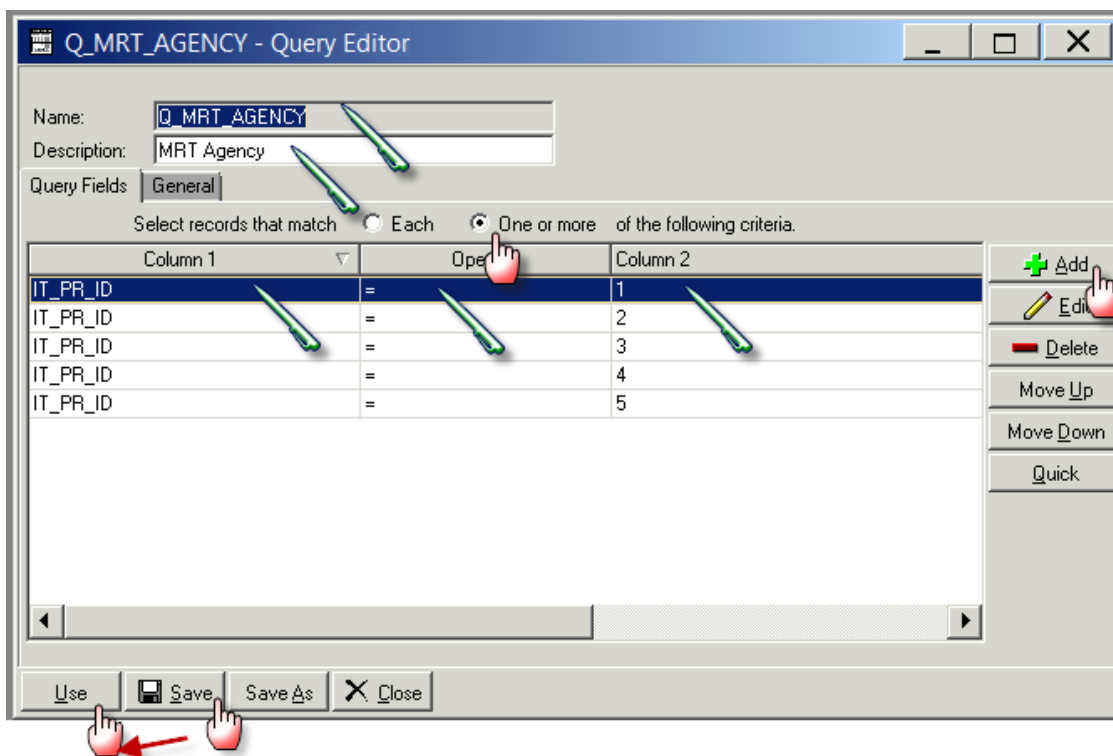 Q_MRT_AGENCY - Query Editor
Name: Q_MRT_AGENCY
Description: MRT Agency
Query Fields General
Select records that match Each One or more of the following criteria.
Column 1 Column 2
IT_PR_ID = 1
IT_PR_ID = 2
IT_PR_ID = 3
IT_PR_ID = 4
IT_PR_ID = 5
Add
Delete
Move Up
Move Down
Quick
Use Save Save As Close